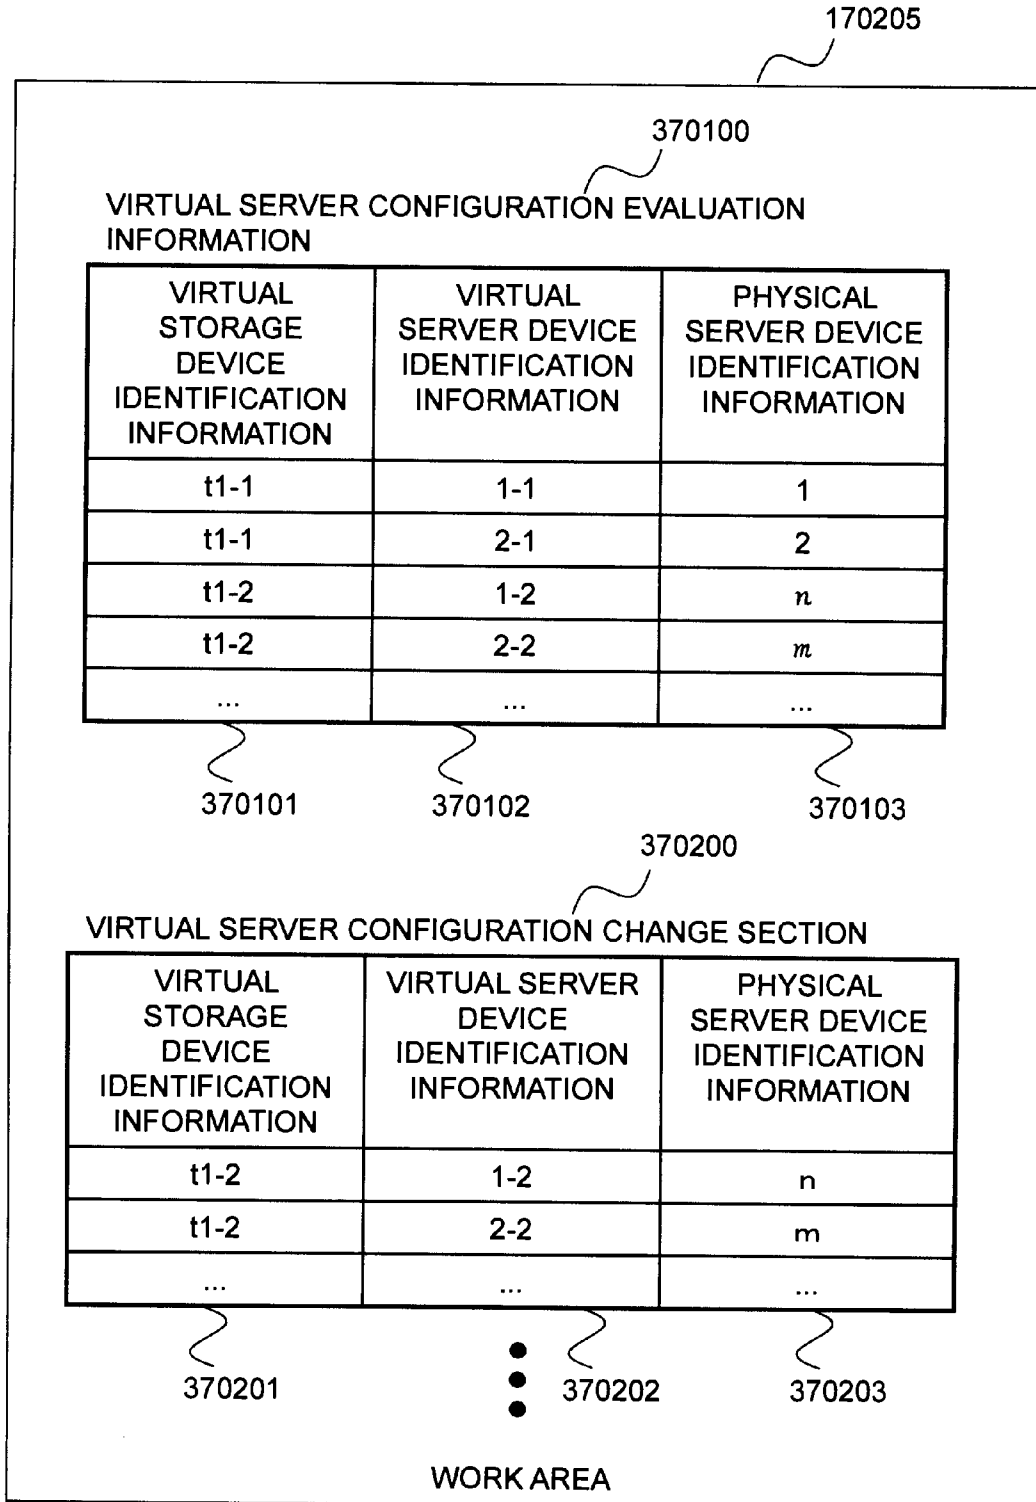 170205
370100
VIRTUAL SERVER CONFIGURATION EVALUATION
INFORMATION
VIRTUAL
STORAGE
DEVICE
IDENTIFICATION
INFORMATION
VIRTUAL
SERVER DEVICE
IDENTIFICATION
INFORMATION
PHYSICAL
SERVER DEVICE
IDENTIFICATION
INFORMATION
t1-1 1-1 1
t1-1 2-1 2
t1-2 1-2 n
t1-2 2-2 m
... ... ...
370101 370102 370103
370200
VIRTUAL SERVER CONFIGURATION CHANGE SECTION
VIRTUAL
STORAGE
DEVICE
IDENTIFICATION
INFORMATION
VIRTUAL SERVER
DEVICE
IDENTIFICATION
INFORMATION
PHYSICAL
SERVER DEVICE
IDENTIFICATION
INFORMATION
t1-2 1-2 n
t1-2 2-2 m
... ... ...
370201 370202 370203
WORK AREA